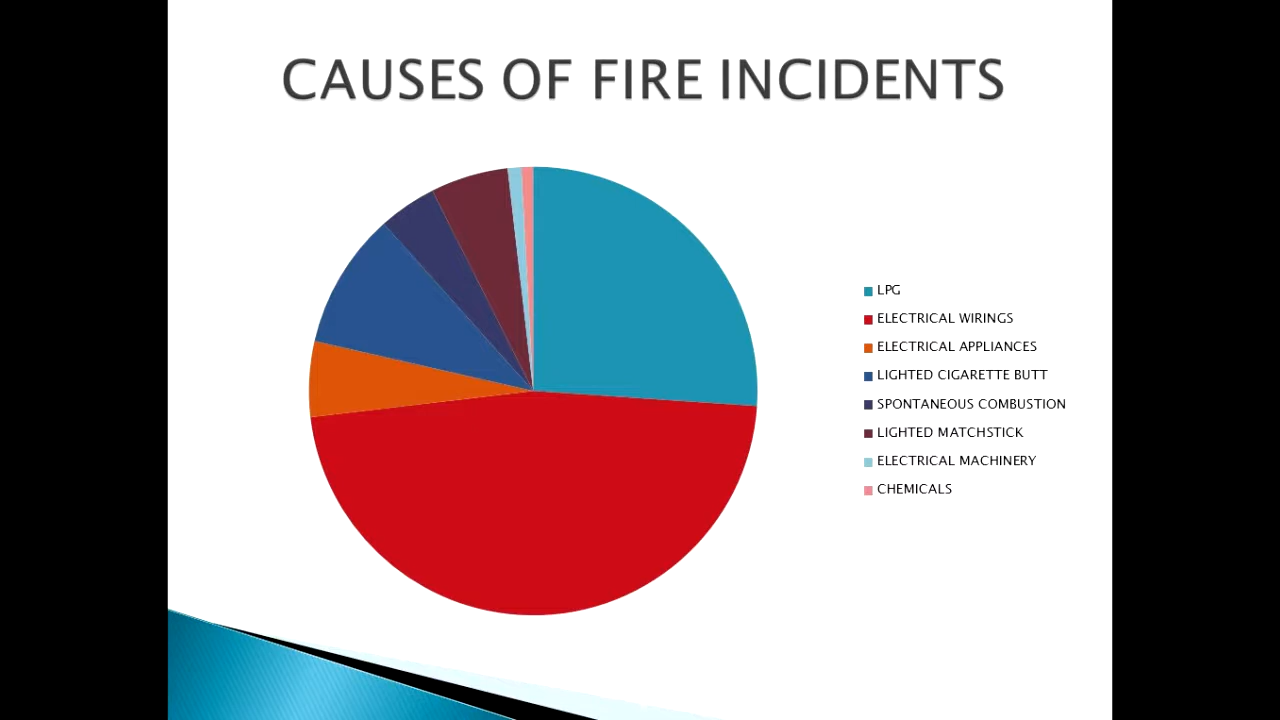 CAUSES OF FIRE INCIDENTS
LPG
ELECTRICAL WIRINGS
ELECTRICAL APPLIANCES
LIGHTED CIGARETTE BUTT
SPONTANEOUS COMBUSTION
LIGHTED MATCHSTICK
ELECTRICAL MACHINERY
CHEMICALS